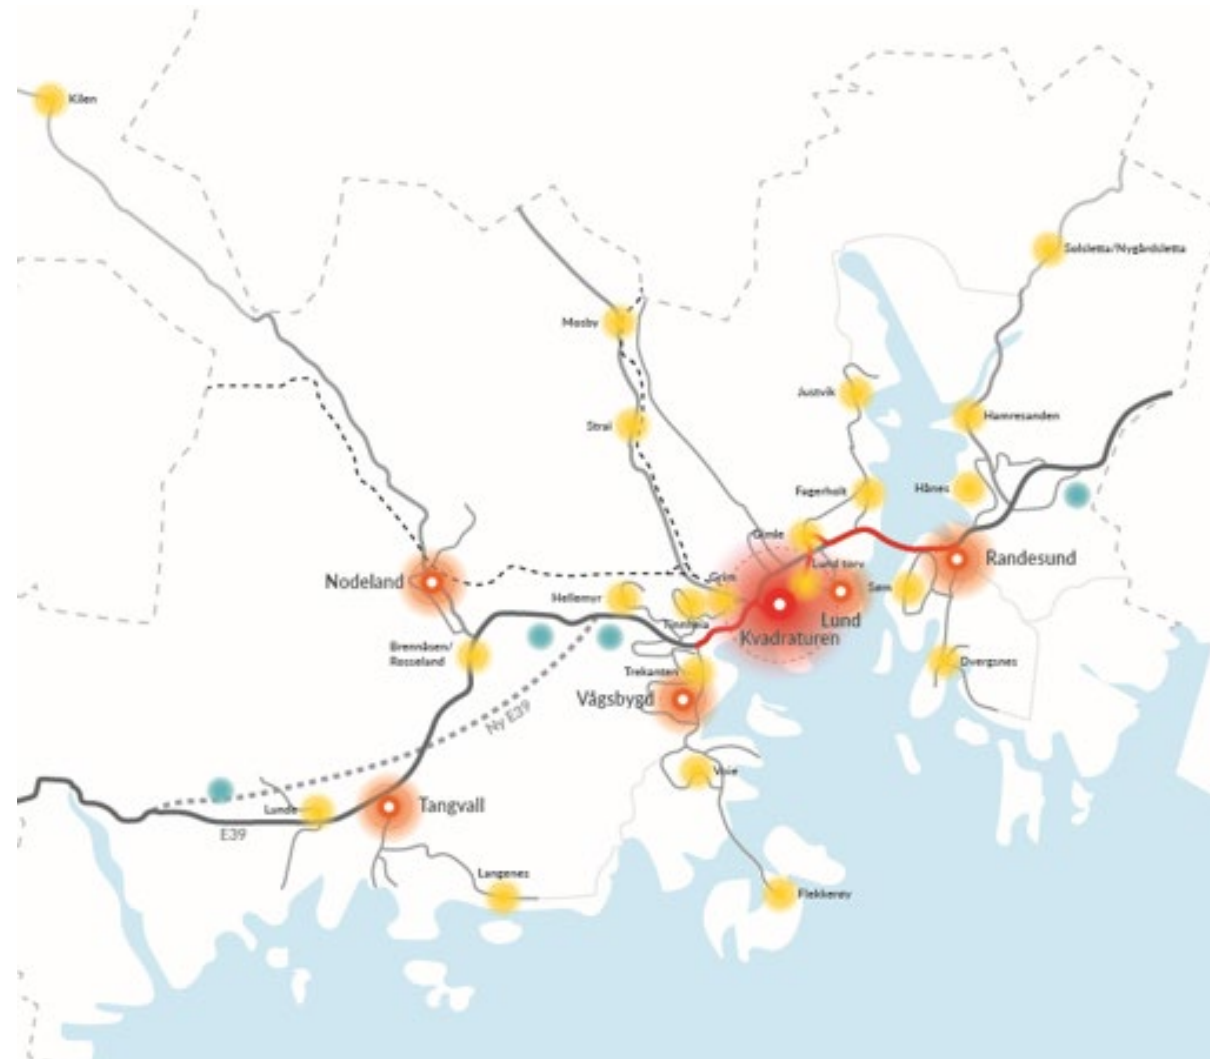 Kilen
Solsletta/Nygårdsletta
Mosby
Justvik
Hamresanden
Strai
Fagerholt
Hånes
Gimle
Randesund
Lund torv
Nodeland
Grim
Søm
Hellemyr
Lund
Tinnheia
Kvadraturen
Brennåsen/
Rosseland
Dvergsnes
Trekanten
Vågsbygd
Ny E39
Voie
Tangvall
Lunde
E39
Langenes
Flekkerøy